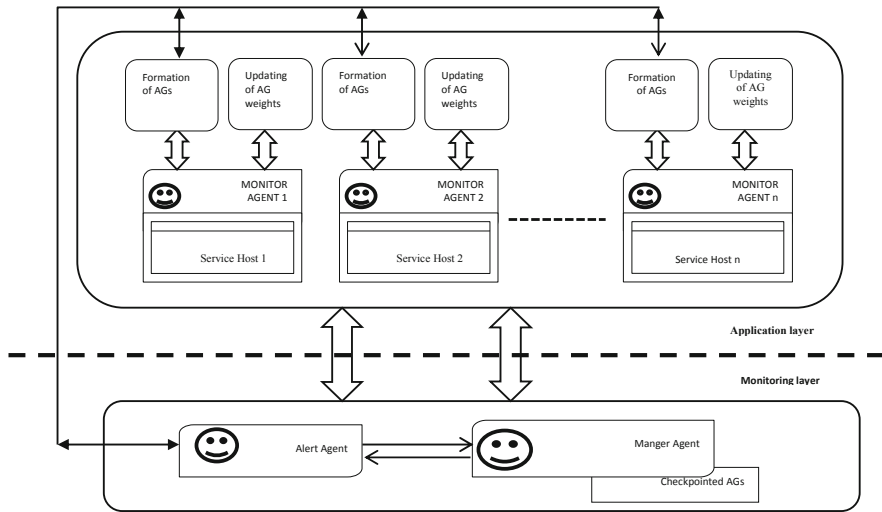 Formation
of AGs
Updating
of AG
weights
Formation
of AGs
Updating
of AG
weights
Formation
of AGs
Updating
of AG
weights
MONITOR
AGENT 1
MONITOR
AGENT 2
MONITOR
AGENT n
Service Host 1
Service Host 2
Service Host n
Application layer
Monitoring layer
Alert Agent
Manger Agent
Checkpointed AGs